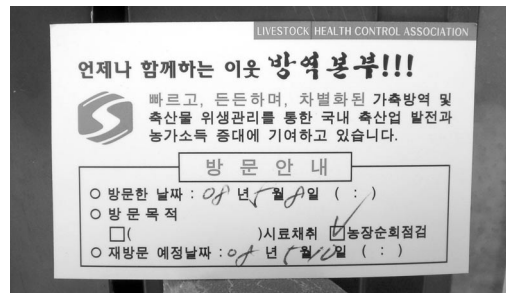 LIVESTOCK HEALTH CONTROL ASSOCIATION
언제나 함께하는 이웃 방역본부!!!
빠르고, 든든하며, 차별화된 가축방역 및
축산물 위생관리를 통한 국내 축산업 발전과
농가소득 증대에 기여하고 있습니다.
방 문 안 내
○ 방문한 날짜 : 08 년 5 월 8 일 ( : )
○ 방 문 목 적
□( )시료채취 ☑농장순회점검
○ 재방문 예정날짜 : 08 년 5 월 10 일 ( : )